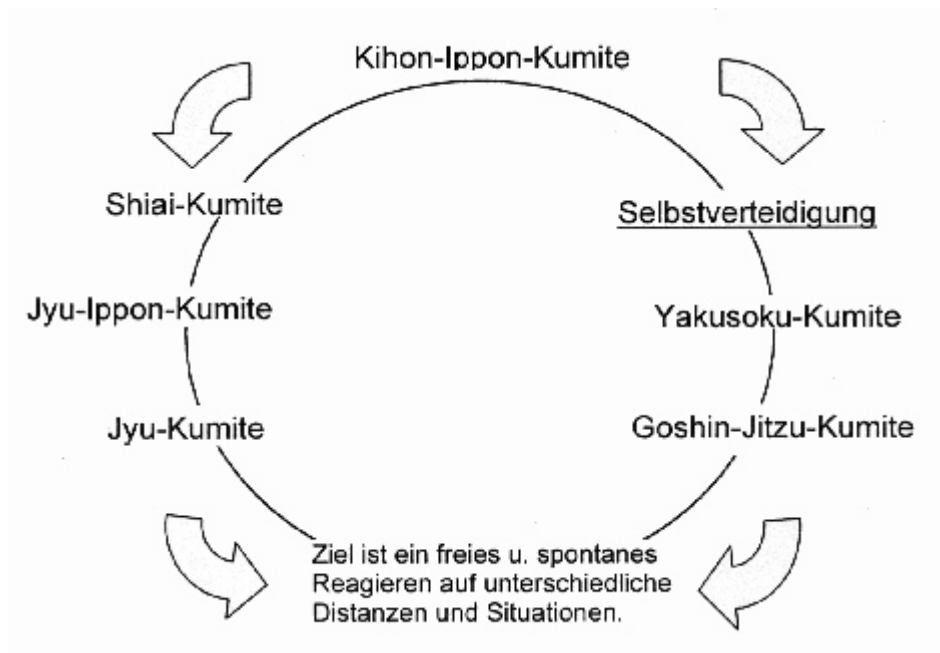 Kihon-Ippon-Kumite
Shiai-Kumite
Selbstverteidigung
Jyu-Ippon-Kumite
Yakusoku-Kumite
Jyu-Kumite
Goshin-Jitzu-Kumite
Ziel ist ein freies u. spontanes
Reagieren auf unterschiedliche
Distanzen und Situationen.